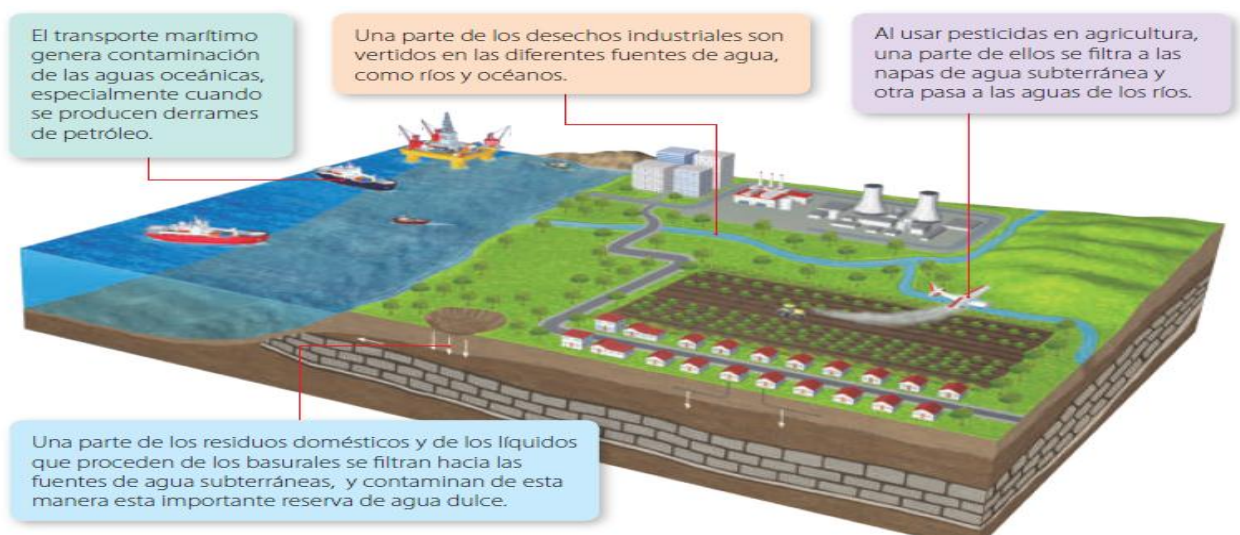 El transporte marítimo
genera contaminación
de las aguas oceánicas,
especialmente cuando
se producen derrames
de petróleo.
Una parte de los desechos industriales son
vertidos en las diferentes fuentes de agua,
como ríos y océanos.
Al usar pesticidas en agricultura,
una parte de ellos se filtra a las
napas de agua subterránea y
otra pasa a las aguas de los ríos.
Una parte de los residuos domésticos y de los líquidos
que proceden de los basurales se filtran hacia las
fuentes de agua subterráneas, y contaminan de esta
manera esta importante reserva de agua dulce.